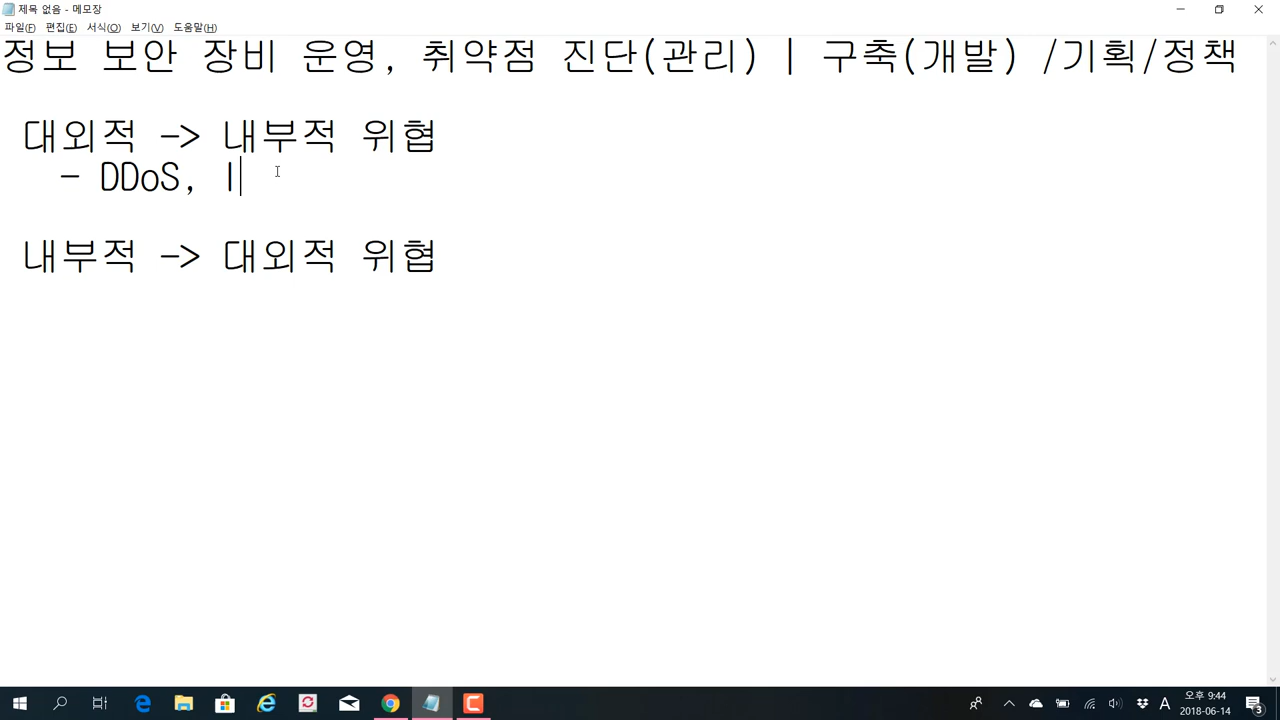 제목 없음 - 메모장
파일(F) 편집(E) 서식(O) 보기(V) 도움말(H)
정보 보안 장비 운영, 취약점 진단(관리) | 구축(개발) /기획/정책
대외적 -> 내부적 위협
- DDoS, I
내부적 -> 대외적 위협
A
오후 9:44
2018-06-14
3